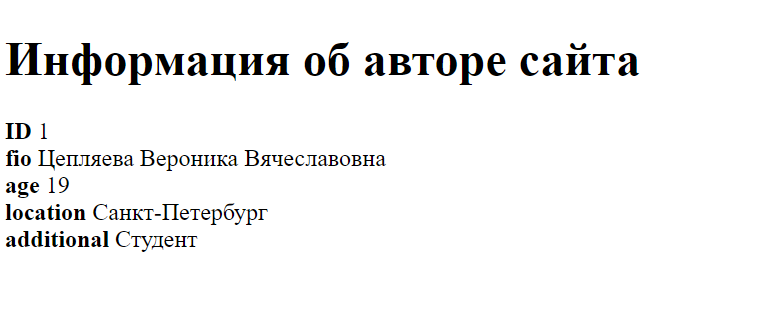 Информация об авторе сайта
ID 1
fio Цепляева Вероника Вячеславовна
age 19
location Санкт-Петербург
additional Студент